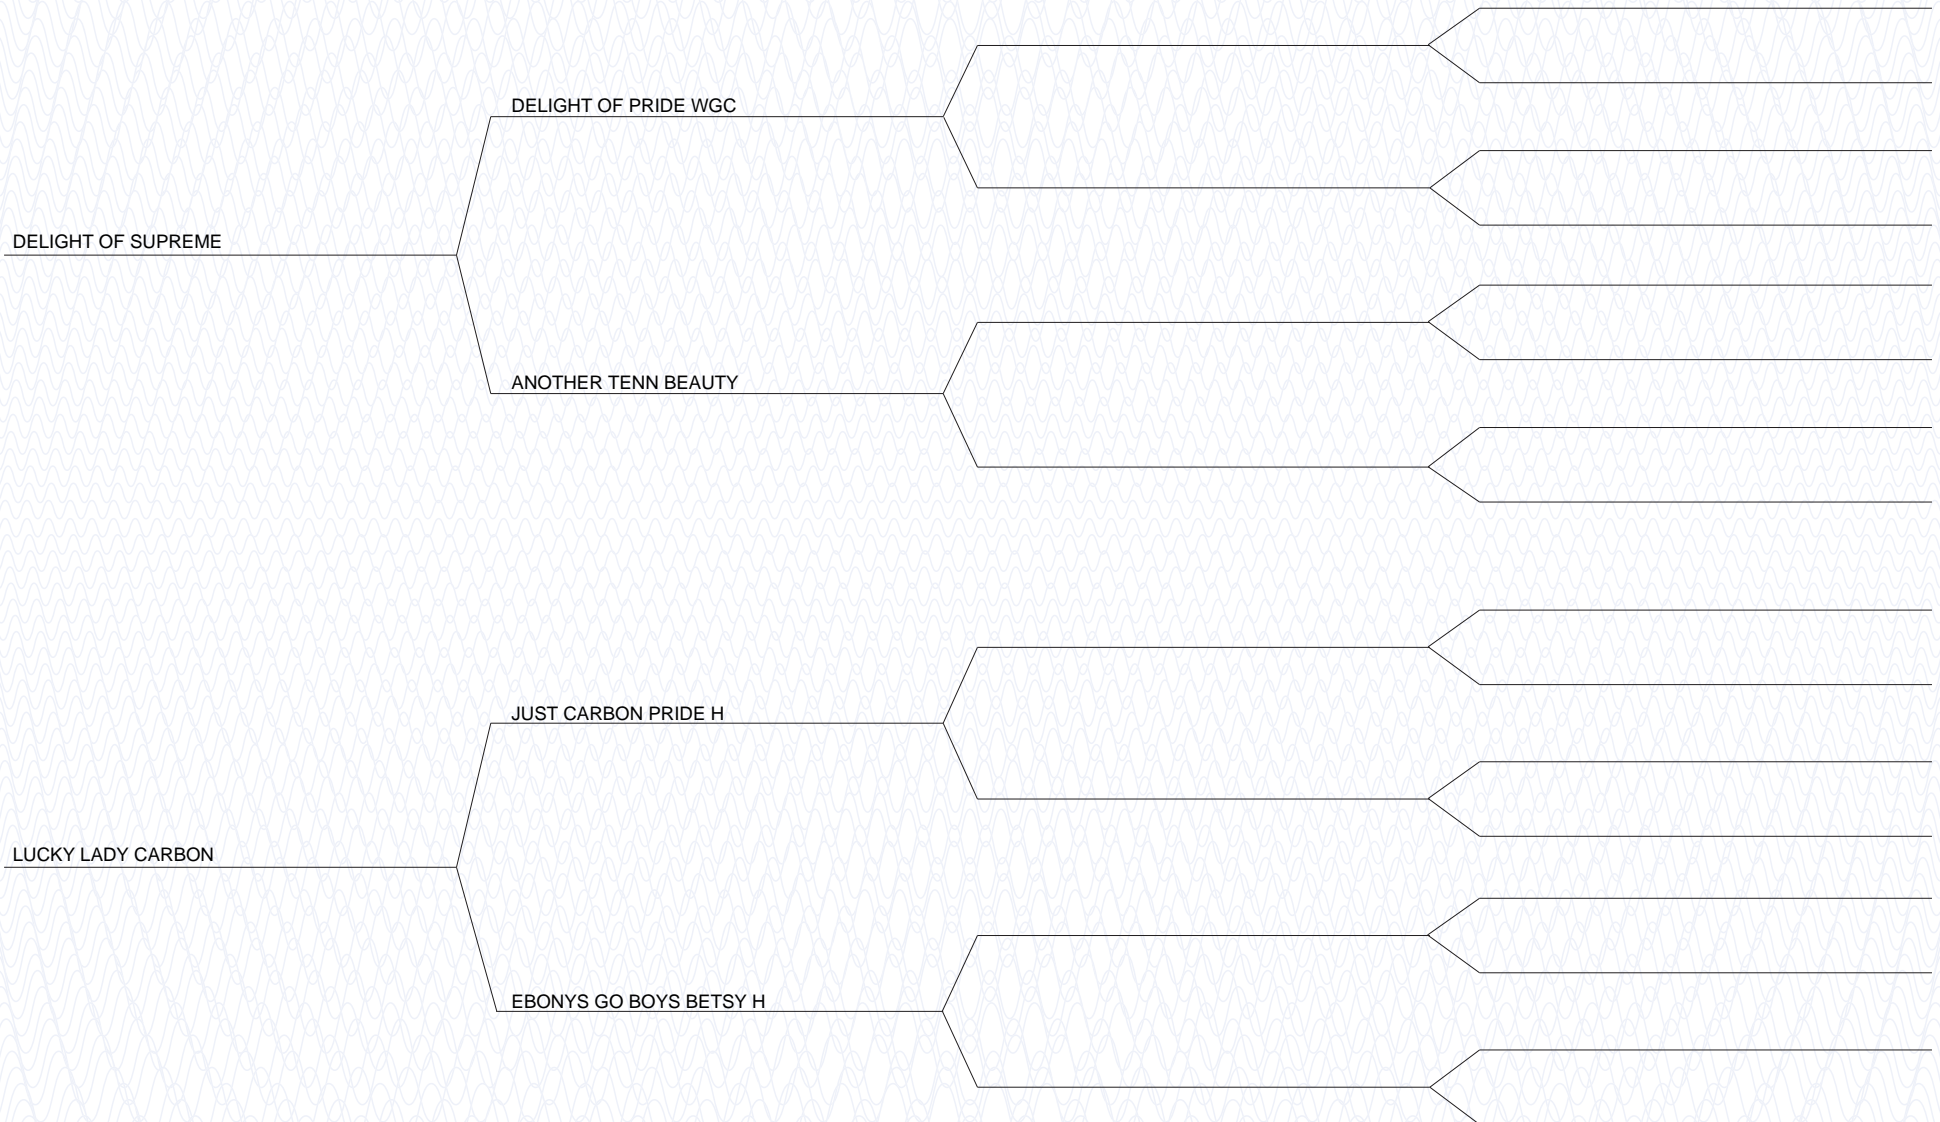 DELIGHT OF PRIDE WGC
DELIGHT OF SUPREME
ANOTHER TENN BEAUTY
JUST CARBON PRIDE H
LUCKY LADY CARBON
EBONYS GO BOYS BETSY H